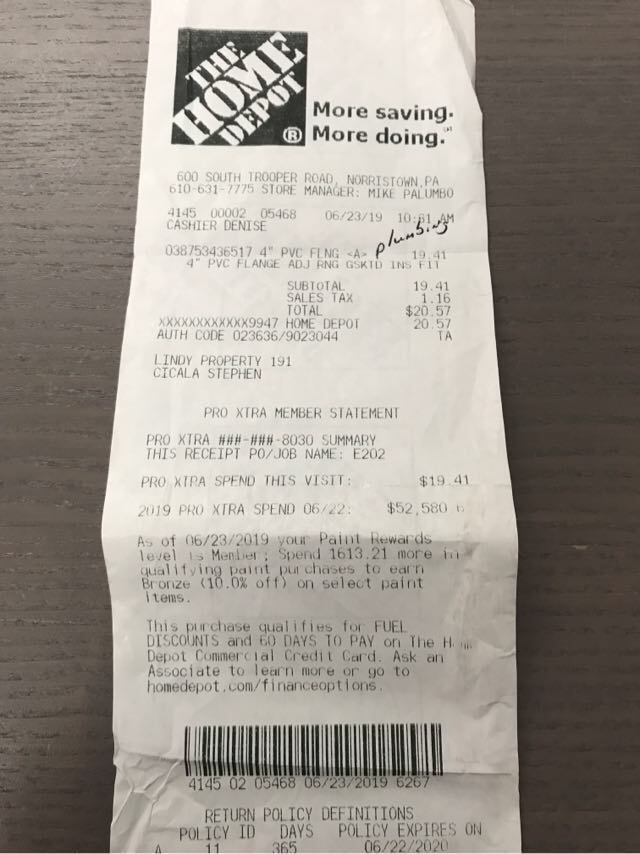 THE
HOME
DEPOT
®
More saving.
More doing.
600 SOUTH TROOPER ROAD, NORRISTOWN,PA
610-631-7775 STORE MANAGER: MIKE PALUMBO
4145 00002 05468 06/23/19 AM
CASHIER DENISE
plumbing
038753436517 4" PVC FLNG <A> 19.41
4" PVC FLANGE ADJ RNG GSKTD INS FIT
SUBTOTAL 19.41
SALES TAX 1.16
TOTAL $20.57
XXXXXXXXXXXX9947 HOME DEPOT 20.57
AUTH CODE 023636/9023044 TA
LINDY PROPERTY 191
CICALA STEPHEN
PRO XTRA MEMBER STATEMENT
PRO XTRA ###-###-8030 SUMMARY
THIS RECEIPT PO/JOB NAME: E202
PRO XTRA SPEND THIS VISIT: $19.41
2019 PRO XTRA SPEND 06/22: $52,580
As of 06/23/2019 your Paint Rewards
level is Member; Spend 1613.21 more in
qualifying paint purchases to earn
Bronze (10.0% off) on select paint
items.
This purchase qualifies for FUEL
DISCOUNTS and 60 DAYS TO PAY on The
Depot Commercial Credit Card. Ask an
Associate to learn more or go to
homedepot.com/financeoptions.
4145 02 05468 06/23/2019 6267
RETURN POLICY DEFINITIONS
POLICY ID DAYS POLICY EXPIRES ON
A 11 365 06/22/2020